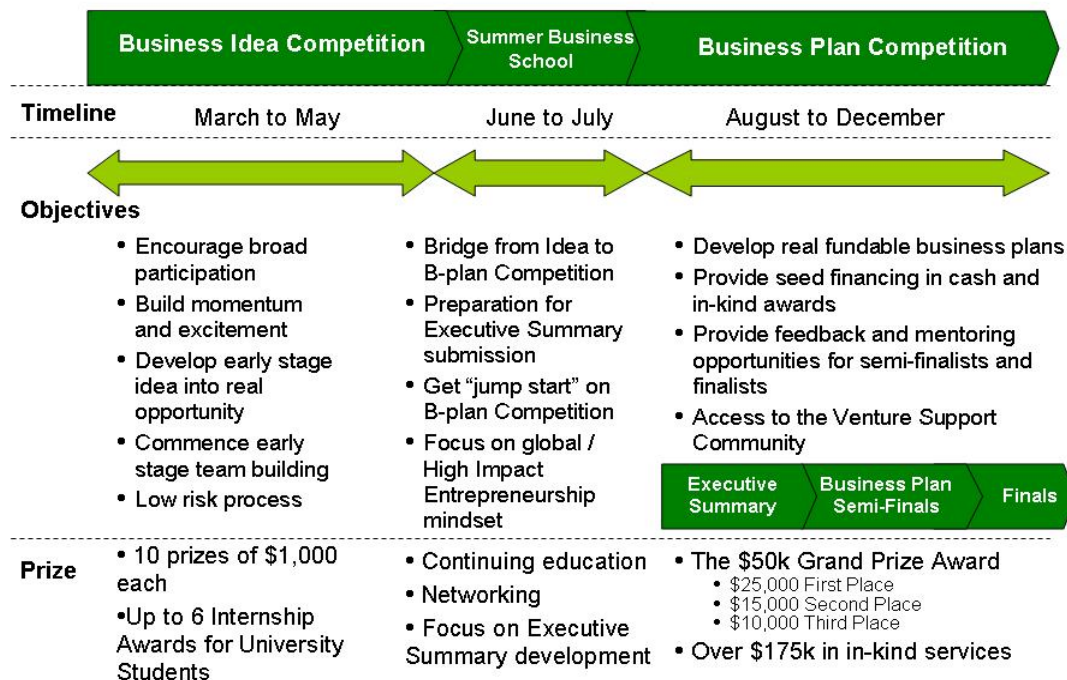 Business Idea Competition
Summer Business
School
Business Plan Competition
Timeline
March to May
June to July
August to December
Objectives
• Encourage broad
participation
• Build momentum
and excitement
• Develop early stage
idea into real
opportunity
• Commence early
stage team building
• Low risk process
• Bridge from Idea to
B-plan Competition
• Preparation for
Executive Summary
submission
• Get “jump start” on
B-plan Competition
• Focus on global /
High Impact
Entrepreneurship
mindset
• Develop real fundable business plans
• Provide seed financing in cash and
in-kind awards
• Provide feedback and mentoring
opportunities for semi-finalists and
finalists
• Access to the Venture Support
Community
Executive
Summary
Business Plan
Semi-Finals
Finals
Prize
• 10 prizes of $1,000
each
•Up to 6 Internship
Awards for University
Students
• Continuing education
• Networking
• Focus on Executive
Summary development
• The $50k Grand Prize Award
• $25,000 First Place
• $15,000 Second Place
• $10,000 Third Place
• Over $175k in in-kind services